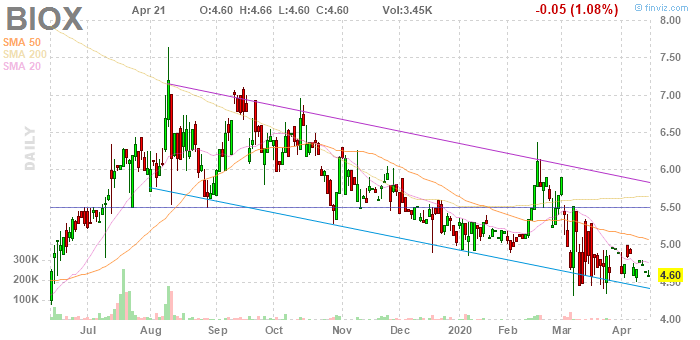 BIOX Apr 21 O:4.60 H:4.66 L:4.60 C:4.60 Vol:3.45K -0.05 (1.08%) © finviz.com
SMA 50
SMA 200
SMA 20
DAILY
8.00
7.50
7.00
6.50
6.00
5.50
5.00
4.60
4.50
4.00
300K
200K
100K
Jul Aug Sep Oct Nov Dec 2020 Feb Mar Apr